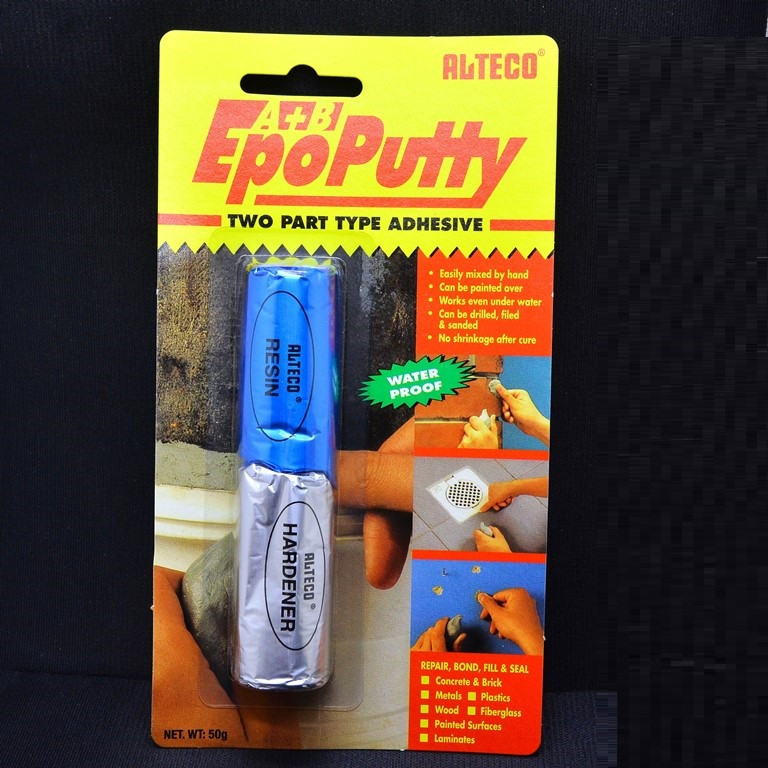 ALTECO®
A+B
EpoPutty
TWO PART TYPE ADHESIVE
• Easily mixed by hand
• Can be painted over
• Works even under water
• Can be drilled, filed
& sanded
• No shrinkage after cure
ALTECO®
RESIN
WATER
PROOF
ALTECO®
HARDENER
REPAIR, BOND, FILL & SEAL
Concrete & Brick
Metals Plastics
Wood Fiberglass
Painted Surfaces
Laminates
NET. WT: 50g